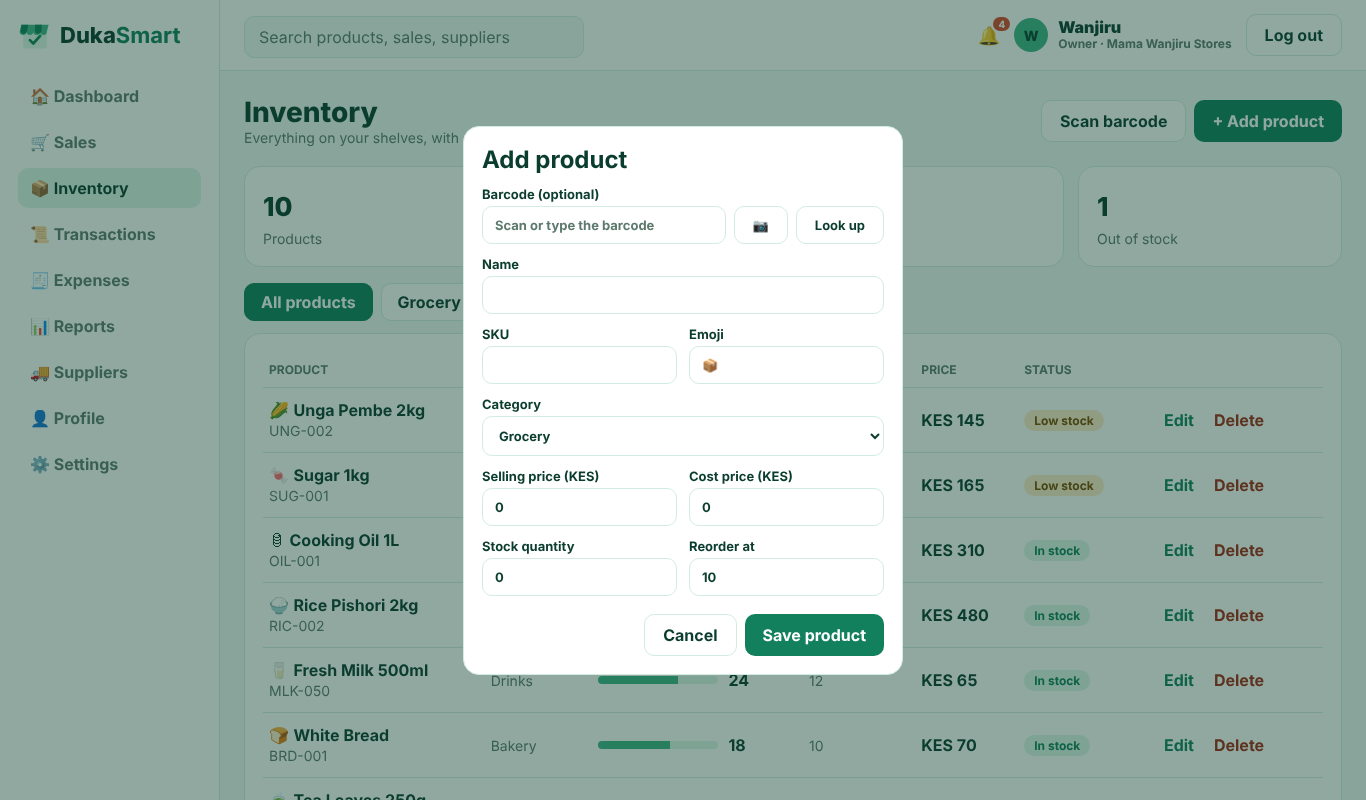 DukaSmart
Search products, sales, suppliers
4
W
Wanjiru
Owner · Mama Wanjiru Stores
Log out
Dashboard
Sales
Inventory
Transactions
Expenses
Reports
Suppliers
Profile
Settings
Inventory
Everything on your shelves, with
Scan barcode
+ Add product
10
Products
1
Out of stock
All products
Grocery
PRODUCT
PRICE
STATUS
🌽 Unga Pembe 2kg
UNG-002
KES 145
Low stock
Edit
Delete
Sugar 1kg
SUG-001
KES 165
Low stock
Edit
Delete
Cooking Oil 1L
OIL-001
KES 310
In stock
Edit
Delete
Rice Pishori 2kg
RIC-002
KES 480
In stock
Edit
Delete
Fresh Milk 500ml
MLK-050
Drinks
24
12
KES 65
In stock
Edit
Delete
White Bread
BRD-001
Bakery
18
10
KES 70
In stock
Edit
Delete
Tea Leaves 250g
Add product
Barcode (optional)
Scan or type the barcode
Look up
Name
SKU
Emoji
Category
Grocery
Selling price (KES)
Cost price (KES)
0
0
Stock quantity
Reorder at
0
10
Cancel
Save product